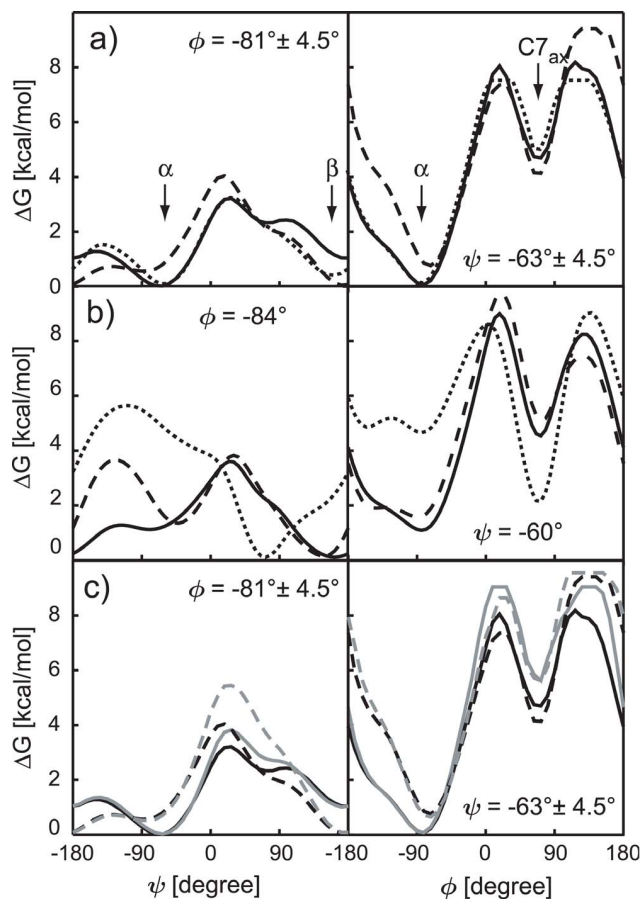 a)
ϕ = -81°± 4.5°
C7ax
α
β
α
ψ = -63°± 4.5°
ΔG [kcal/mol]
8
6
4
2
0
b)
ϕ = -84°
ψ = -60°
ΔG [kcal/mol]
8
6
4
2
0
c)
ϕ = -81°± 4.5°
ψ = -63°± 4.5°
ΔG [kcal/mol]
8
6
4
2
0
-180 -90 0 90 -180 -90 0 90 180
ψ [degree] ϕ [degree]